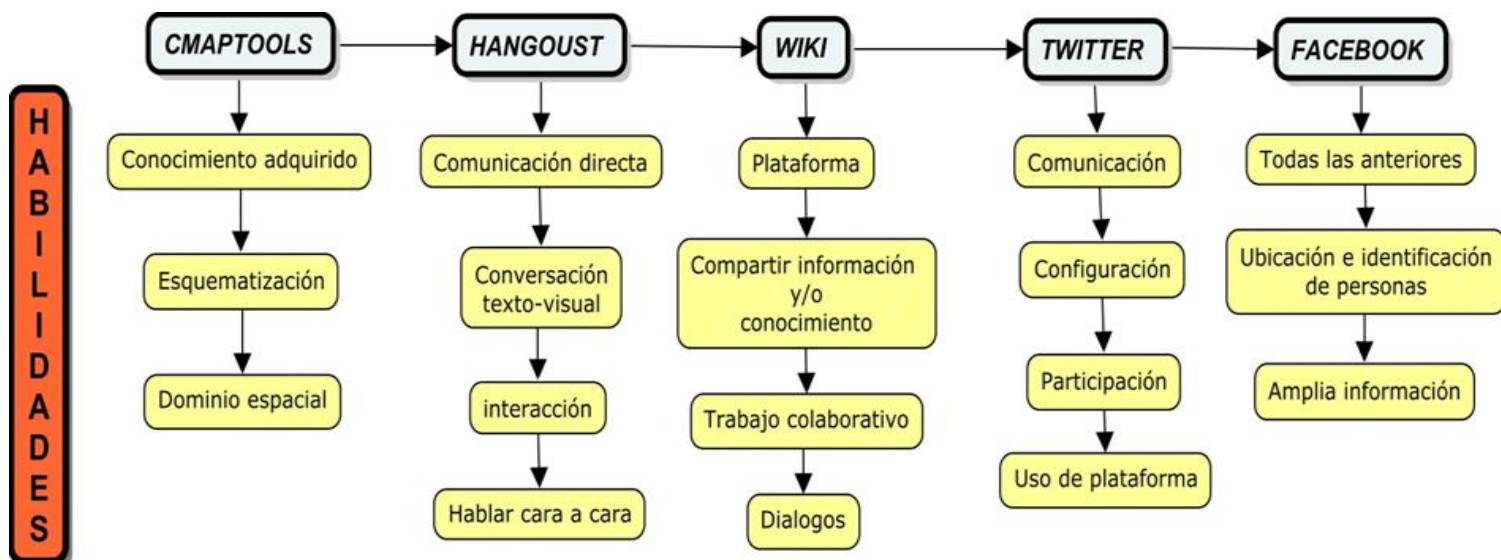 HABILIDADES
CMAPTOOLS
Conocimiento adquirido
Esquematización
Dominio espacial
HANGOUST
Comunicación directa
Conversación
texto-visual
interacción
Hablar cara a cara
WIKI
Plataforma
Compartir información
y/o
conocimiento
Trabajo colaborativo
Dialogos
TWITTER
Comunicación
Configuración
Participación
Uso de plataforma
FACEBOOK
Todas las anteriores
Ubicación e identificación
de personas
Amplia información